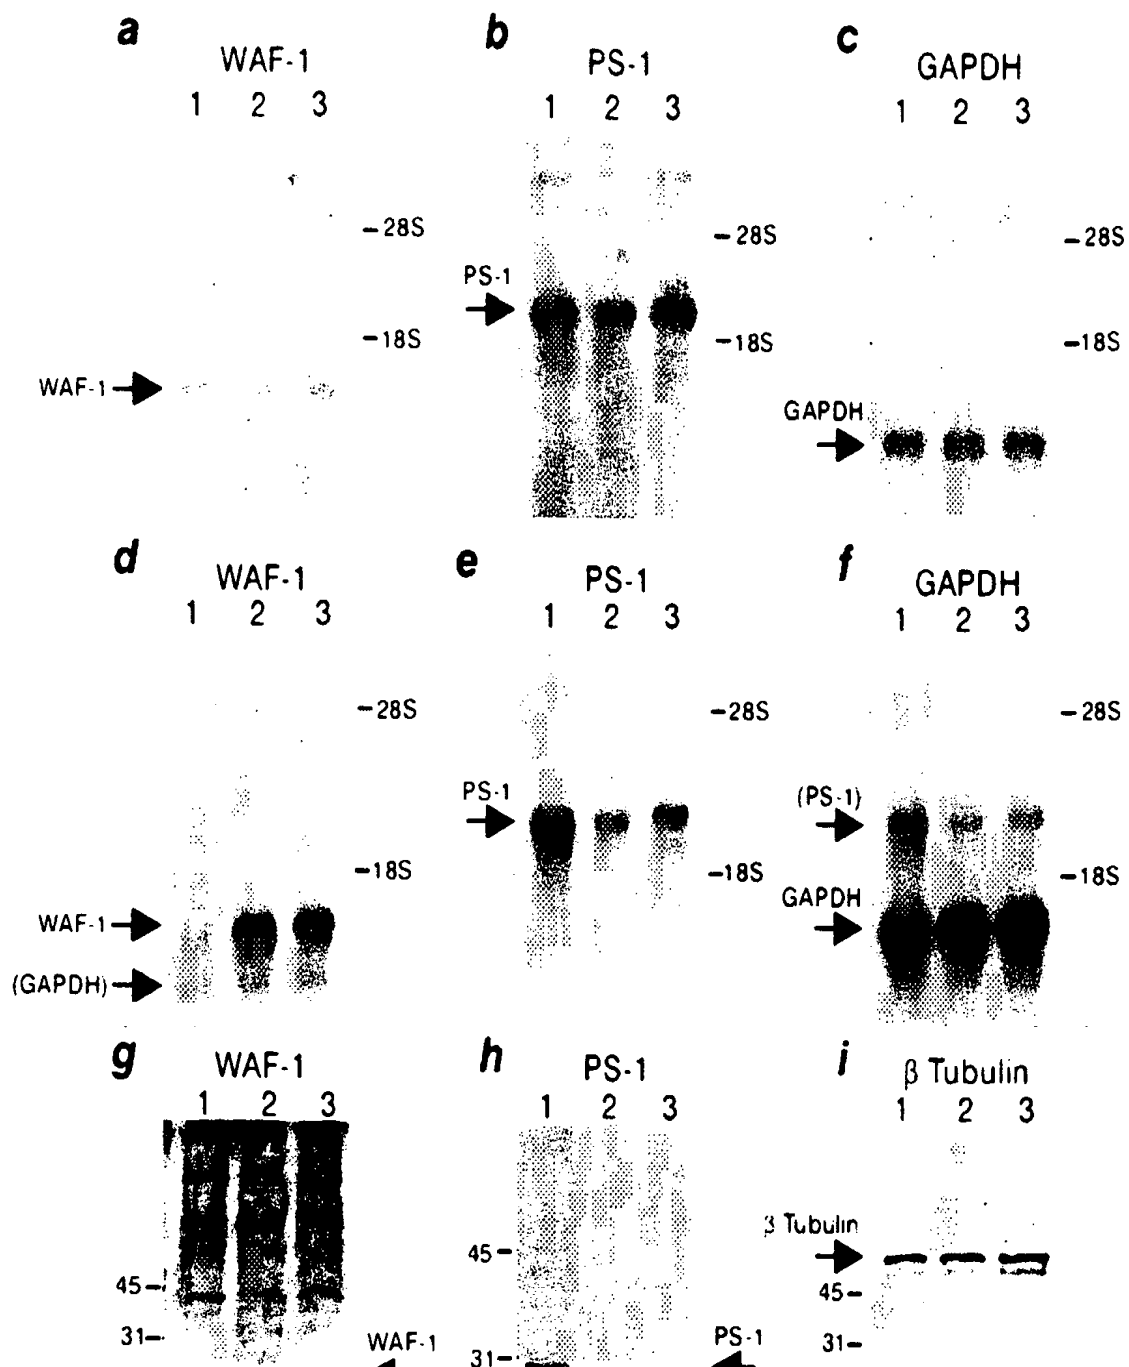 a
WAF-1
1 2 3
-28S
-18S
WAF-1
b
PS-1
1 2 3
PS-1
-28S
-18S
c
GAPDH
1 2 3
-28S
-18S
GAPDH
d
WAF-1
1 2 3
-28S
-18S
WAF-1
(GAPDH)
e
PS-1
1 2 3
-28S
PS-1
-18S
f
GAPDH
1 2 3
-28S
(PS-1)
-18S
GAPDH
g
WAF-1
1 2 3
45-
31-
WAF-1
h
PS-1
1 2 3
45-
31-
PS-1
i
β Tubulin
1 2 3
β Tubulin
45-
31-